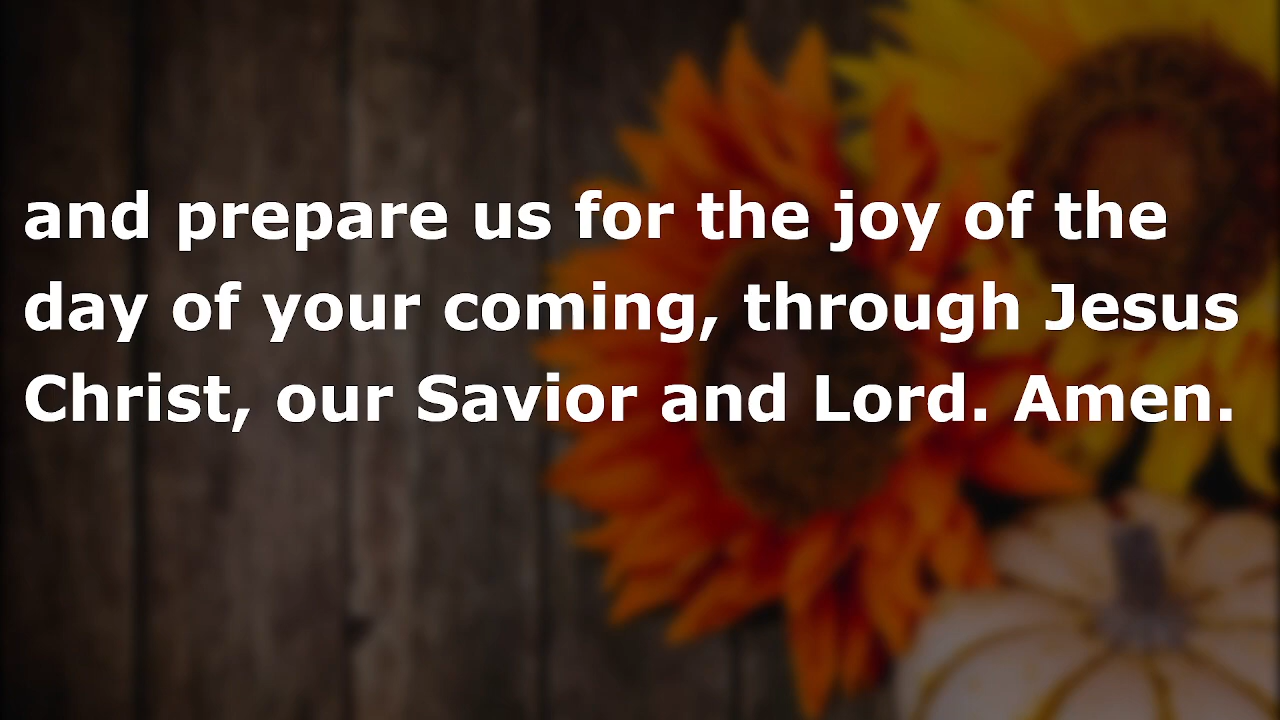 and prepare us for the joy of the
day of your coming, through Jesus
Christ, our Savior and Lord. Amen.